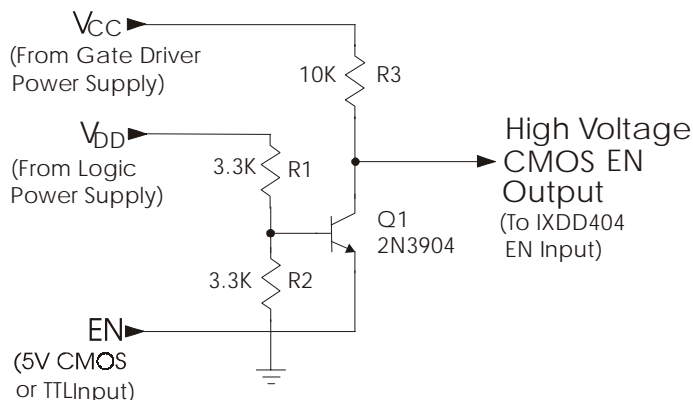 VCC
(From Gate Driver
Power Supply)
10K
R3
VDD
(From Logic
Power Supply)
3.3K
R1
High Voltage
CMOS EN
Output
(To IXDD404
EN Input)
Q1
2N3904
3.3K
R2
EN
(5V CMOS
or TTLInput)